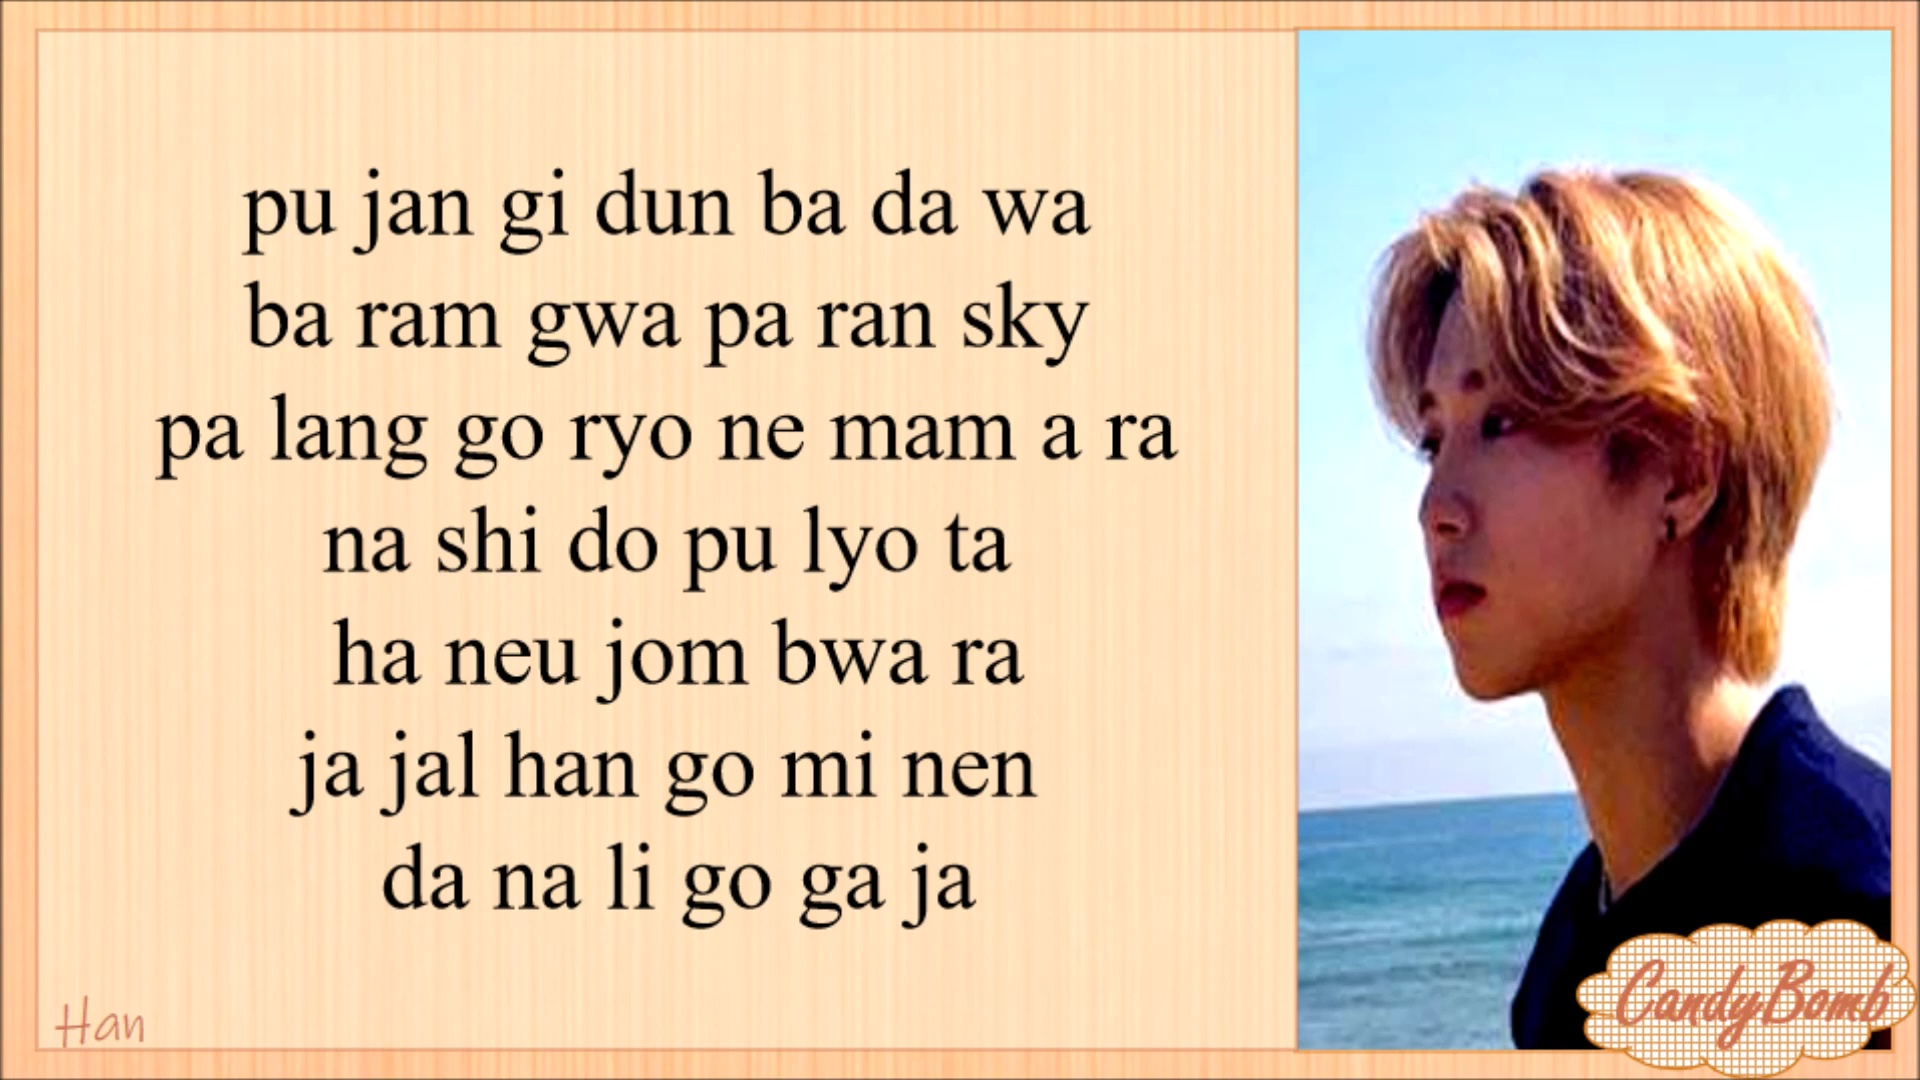 pu jan gi dun ba da wa
ba ram gwa pa ran sky
pa lang go ryo ne mam a ra
na shi do pu lyo ta
ha neu jom bwa ra
ja jal han go mi nen
da na li go ga ja
Han
CandyBomb